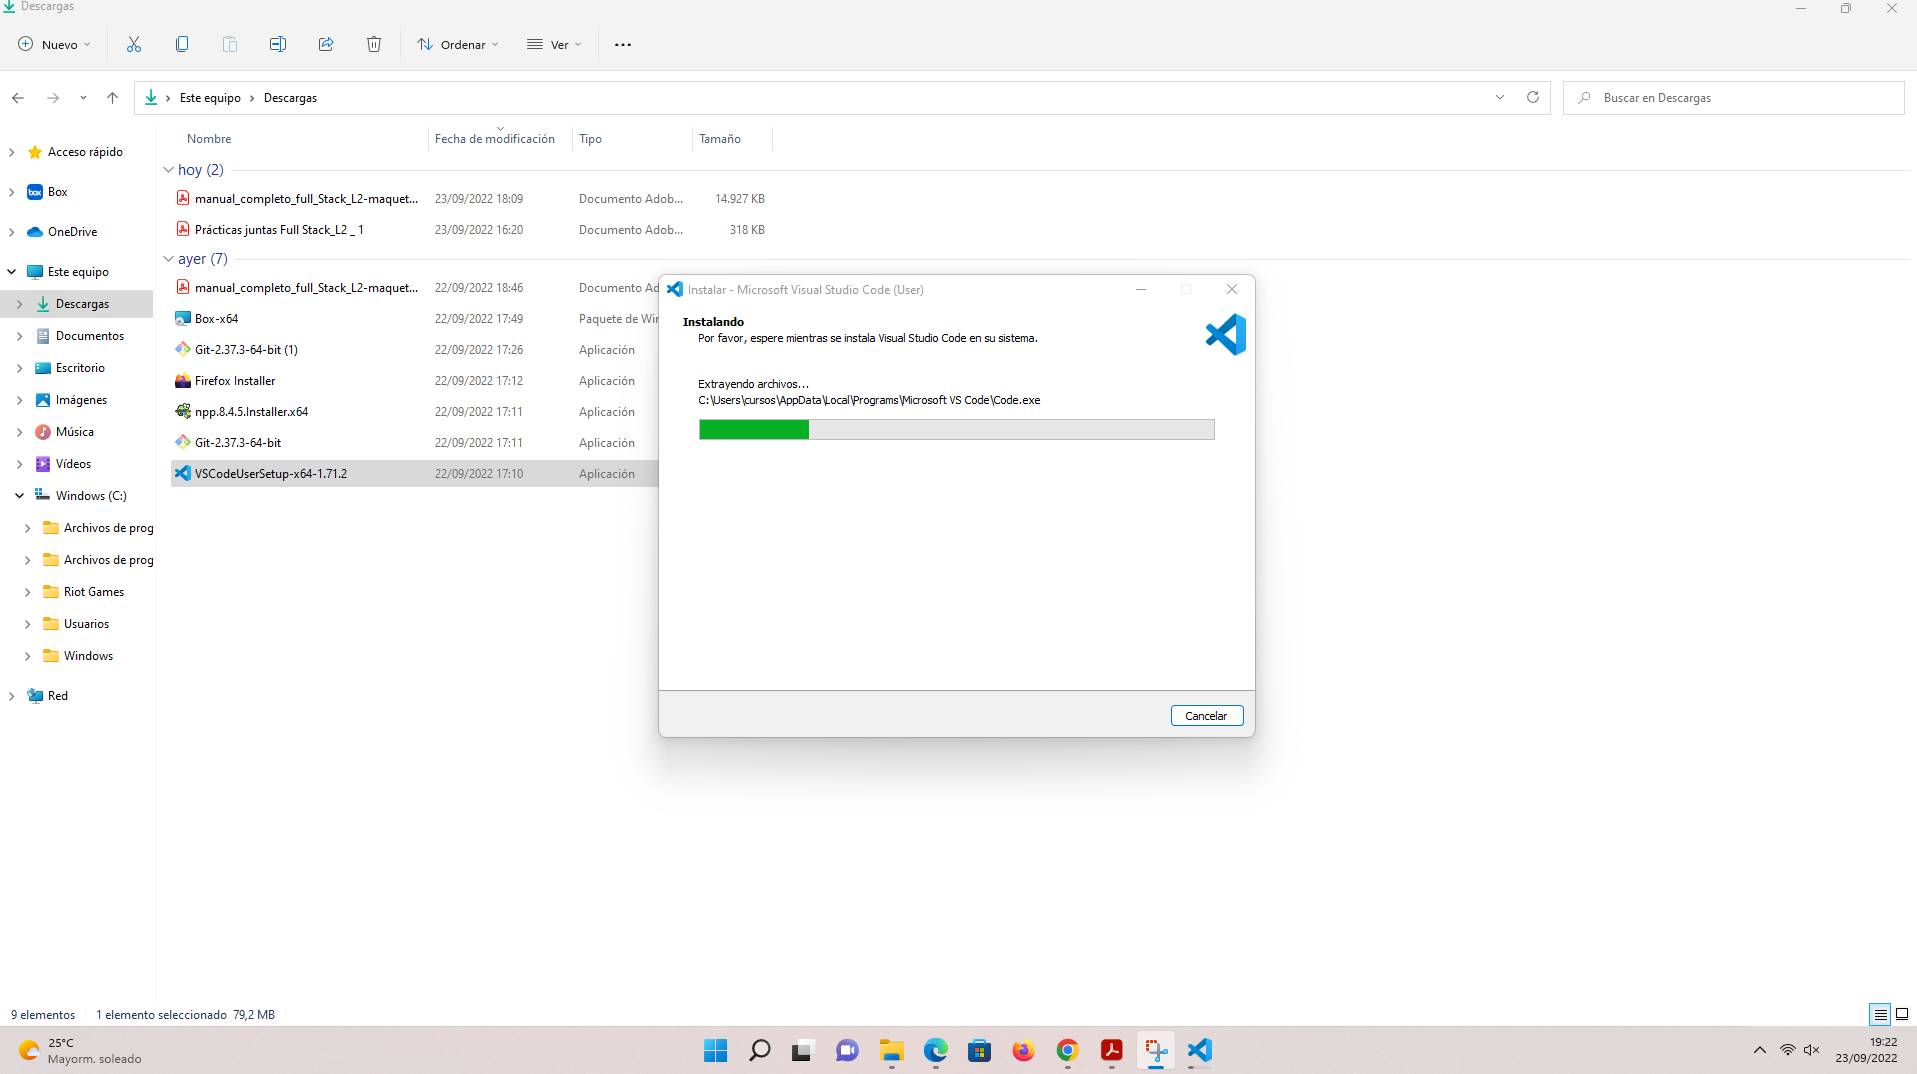 Descargas
Nuevo
Ordenar
Ver
Este equipo
Descargas
Buscar en Descargas
Nombre
Fecha de modificación
Tipo
Tamaño
hoy (2)
manual_completo_full_Stack_L2-maquet... 23/09/2022 18:09 Documento Adob... 14.927 KB
Prácticas juntas Full Stack_L2 _ 1 23/09/2022 16:20 Documento Adob... 318 KB
ayer (7)
manual_completo_full_Stack_L2-maquet... 22/09/2022 18:46 Documento Ad
Box-x64 22/09/2022 17:49 Paquete de Wir
Git-2.37.3-64-bit (1) 22/09/2022 17:26 Aplicación
Firefox Installer 22/09/2022 17:12 Aplicación
npp.8.4.5.Installer.x64 22/09/2022 17:11 Aplicación
Git-2.37.3-64-bit 22/09/2022 17:11 Aplicación
VSCodeUserSetup-x64-1.71.2 22/09/2022 17:10 Aplicación
Acceso rápido
box
Box
OneDrive
Este equipo
Descargas
Documentos
Escritorio
Imágenes
Música
Vídeos
Windows (C:)
Archivos de prog
Archivos de prog
Riot Games
Usuarios
Windows
Red
Instalar - Microsoft Visual Studio Code (User)
Instalando
Por favor, espere mientras se instala Visual Studio Code en su sistema.
Extrayendo archivos...
C:\Users\cursos\AppData\Local\Programs\Microsoft VS Code\Code.exe
Cancelar
9 elementos
1 elemento seleccionado 79,2 MB
25°C
Mayorm. soleado
19:22
23/09/2022